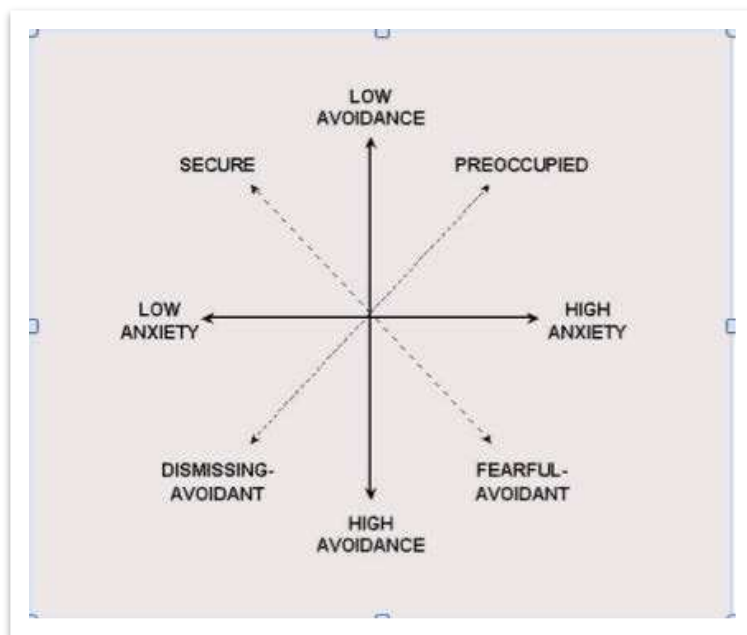 LOW
AVOIDANCE
SECURE
PREOCCUPIED
LOW
ANXIETY
HIGH
ANXIETY
DISMISSING-
AVOIDANT
FEARFUL-
AVOIDANT
HIGH
AVOIDANCE